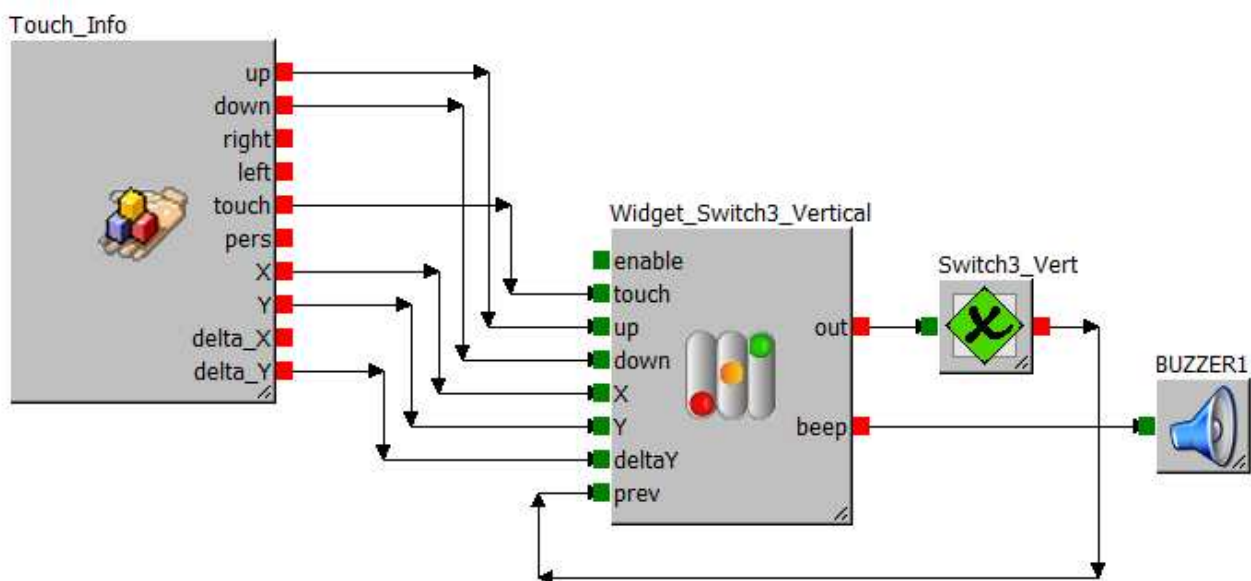 Touch_Info
up
down
right
left
touch
pers
X
Y
delta_X
delta_Y
Widget_Switch3_Vertical
enable
touch
up
down
X
Y
deltaY
prev
out
beep
Switch3_Vert
BUZZER1